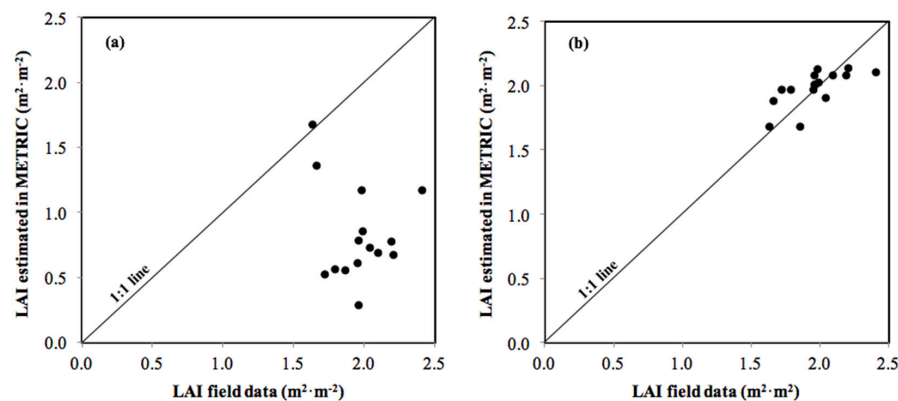 (a)
LAI estimated in METRIC (m²·m⁻²)
2.5
2.0
1.5
1.0
0.5
0.0
1:1 line
0.0 0.5 1.0 1.5 2.0 2.5
LAI field data (m²·m⁻²)
(b)
LAI estimated in METRIC (m²·m⁻²)
2.5
2.0
1.5
1.0
0.5
0.0
1:1 line
0.0 0.5 1.0 1.5 2.0 2.5
LAI field data (m²·m²)